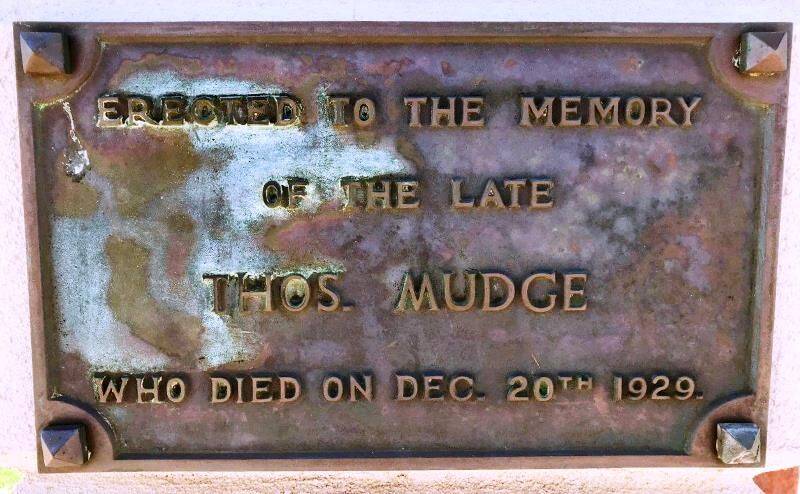 ERECTED TO THE MEMORY
OF THE LATE
THOS. MUDGE
WHO DIED ON DEC. 20TH 1929.